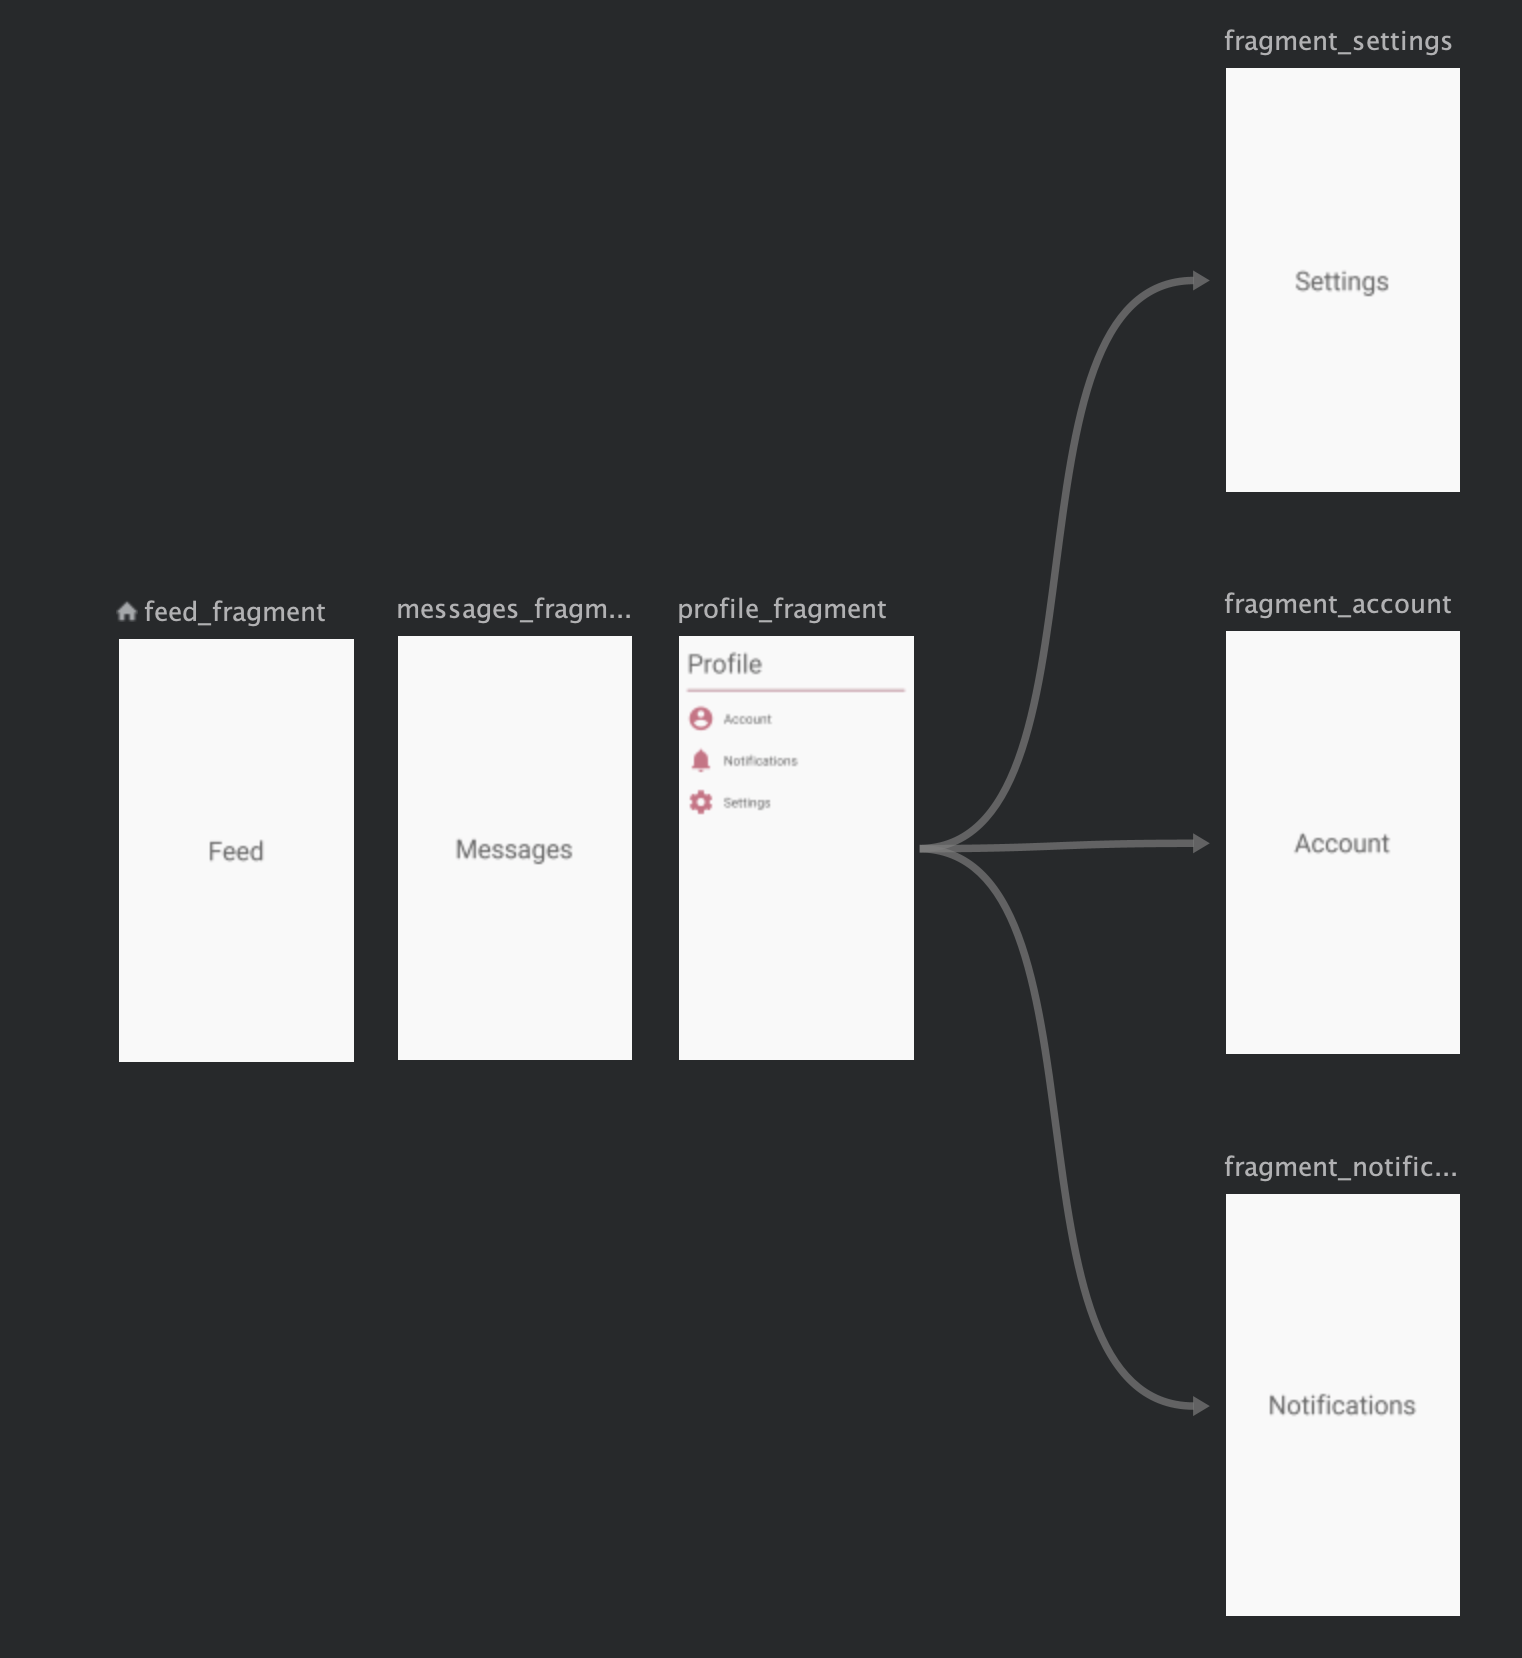 fragment_settings
Settings
feed_fragment
Feed
messages_fragm...
Messages
profile_fragment
Profile
Account
Notifications
Settings
fragment_account
Account
fragment_notific...
Notifications